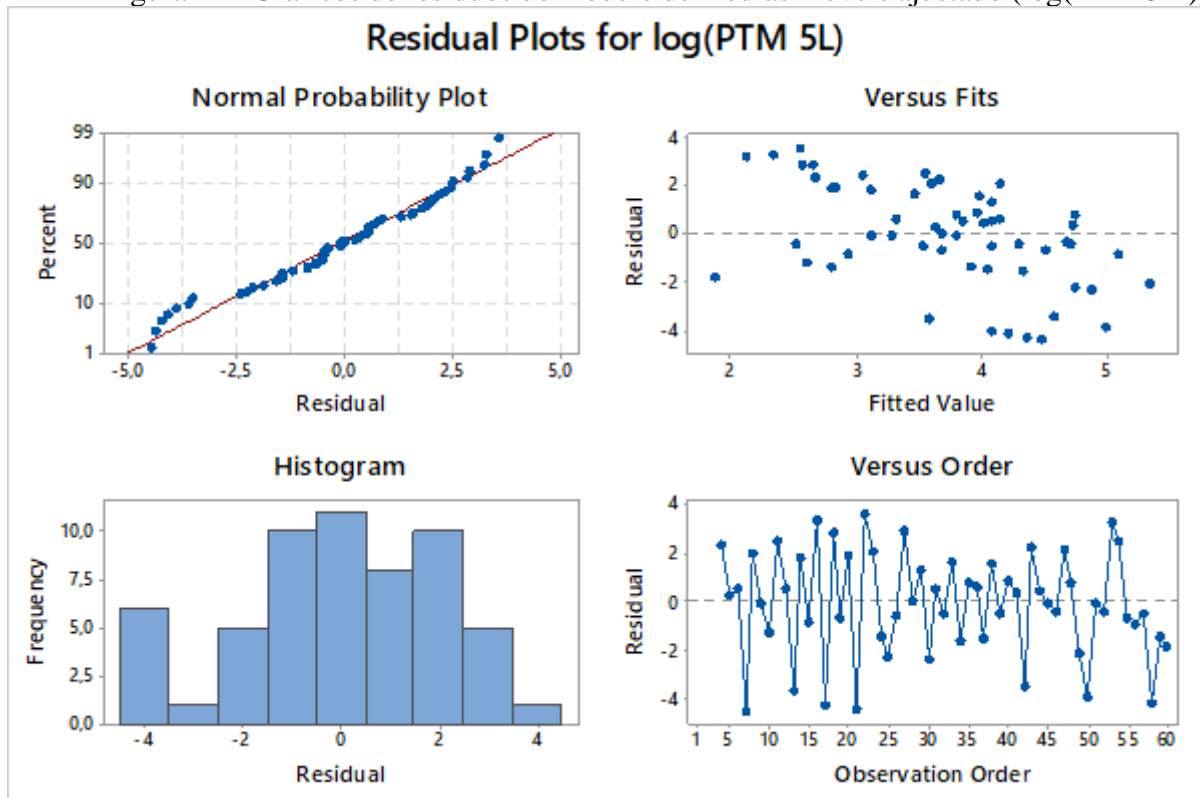 Residual Plots for log(PTM 5L)
Normal Probability Plot
99
90
50
10
1
Percent
-5,0 -2,5 0,0 2,5 5,0
Residual
Versus Fits
4
2
0
-2
-4
Residual
2 3 4 5
Fitted Value
Histogram
10,0
7,5
5,0
2,5
0,0
Frequency
-4 -2 0 2 4
Residual
Versus Order
4
2
0
-2
-4
Residual
1 5 10 15 20 25 30 35 40 45 50 55 60
Observation Order